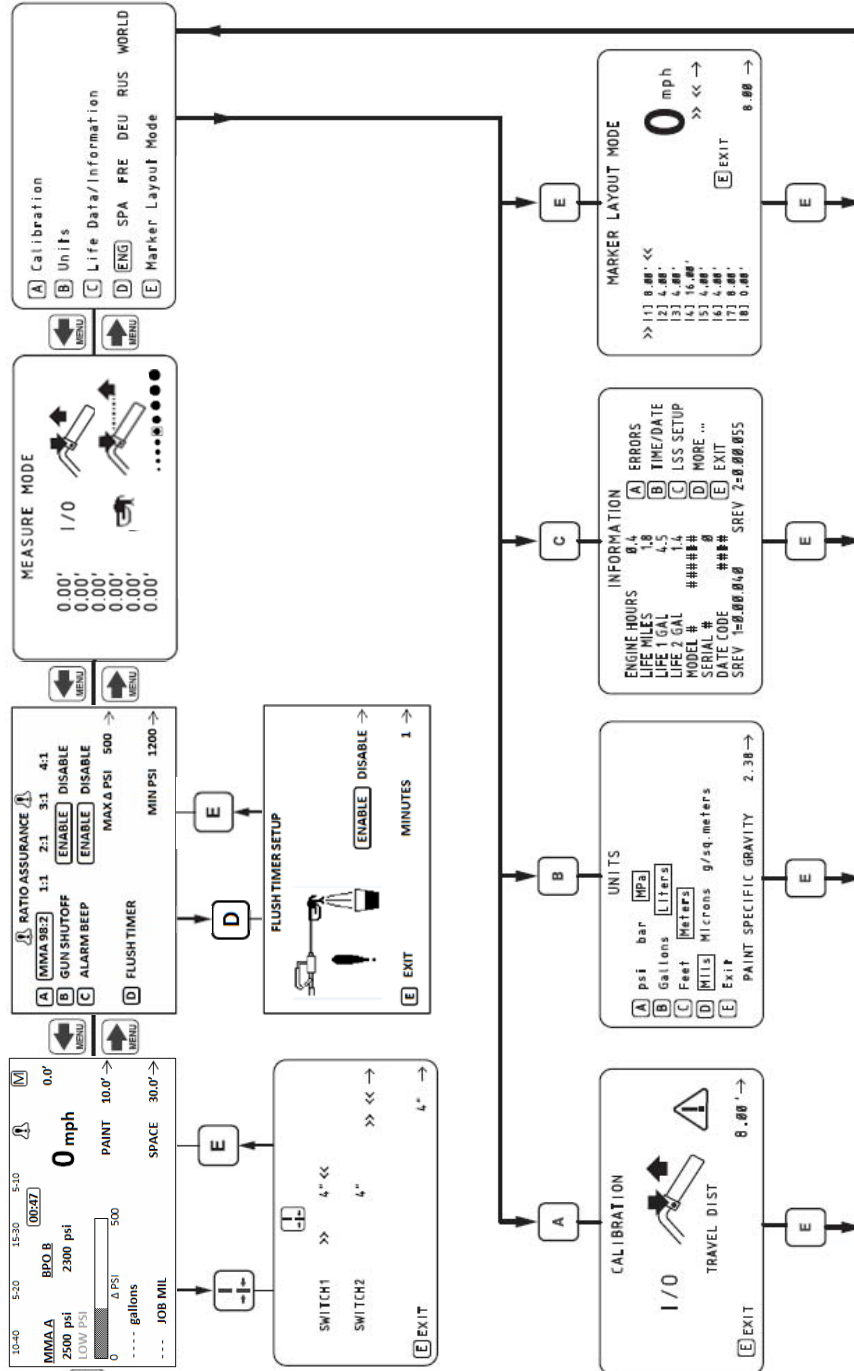 10-40 5-20 15-30 5-10
M
MMA A BPO B 00:47
2500 psi 2300 psi
LOW PSI
0 mph
0.0'
0 Δ PSI 500
PAINT 10.0' →
- - - - gallons
- - - JOB MIL
SPACE 30.0' →
MENU
MENU
RATIO ASSURANCE
A MMA 98:2 1:1 2:1 3:1 4:1
B GUN SHUTOFF ENABLE DISABLE
C ALARM BEEP ENABLE DISABLE
MAX Δ PSI 500 →
D FLUSH TIMER
MIN PSI 1200 →
MENU
MENU
MEASURE MODE
0.00'
0.00'
0.00'
0.00'
0.00'
0.00'
I/O
MENU
MENU
A Calibration
B Units
C Life Data/Information
D ENG SPA FRE DEU RUS WORLD
E Marker Layout Mode
E
SWITCH1 >> 4" <<
SWITCH2 4"
>> << →
E EXIT
4" →
D
E
FLUSH TIMER SETUP
ENABLE DISABLE →
E EXIT
MINUTES 1 →
A
CALIBRATION
I/O
TRAVEL DIST
E EXIT
8.00' →
E
B
UNITS
A psi bar MPa
B Gallons Liters
C Feet Meters
D Mils Microns g/sq.meters
E Exit
PAINT SPECIFIC GRAVITY 2.38 →
E
C
INFORMATION
ENGINE HOURS 0.4 A ERRORS
LIFE MILES 1.8 B TIME/DATE
LIFE 1 GAL 4.5 C LSS SETUP
LIFE 2 GAL 1.4 D MORE ...
MODEL # ###### E EXIT
SERIAL # 0
DATE CODE ####
SREV 1=0.00.040 SREV 2=0.00.055
E
E
MARKER LAYOUT MODE
>> [1] 8.00' <<
[2] 4.00'
[3] 4.00'
[4] 16.00'
[5] 4.00'
[6] 4.00'
[7] 8.00'
[8] 0.00'
0 mph
>> << →
E EXIT
8.00 →
E